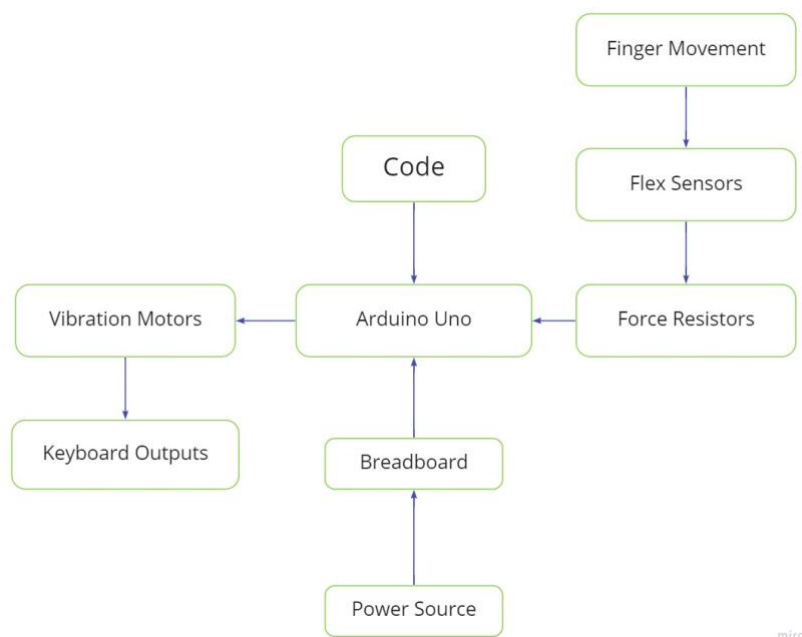 Finger Movement
Code
Flex Sensors
Vibration Motors
Arduino Uno
Force Resistors
Keyboard Outputs
Breadboard
Power Source